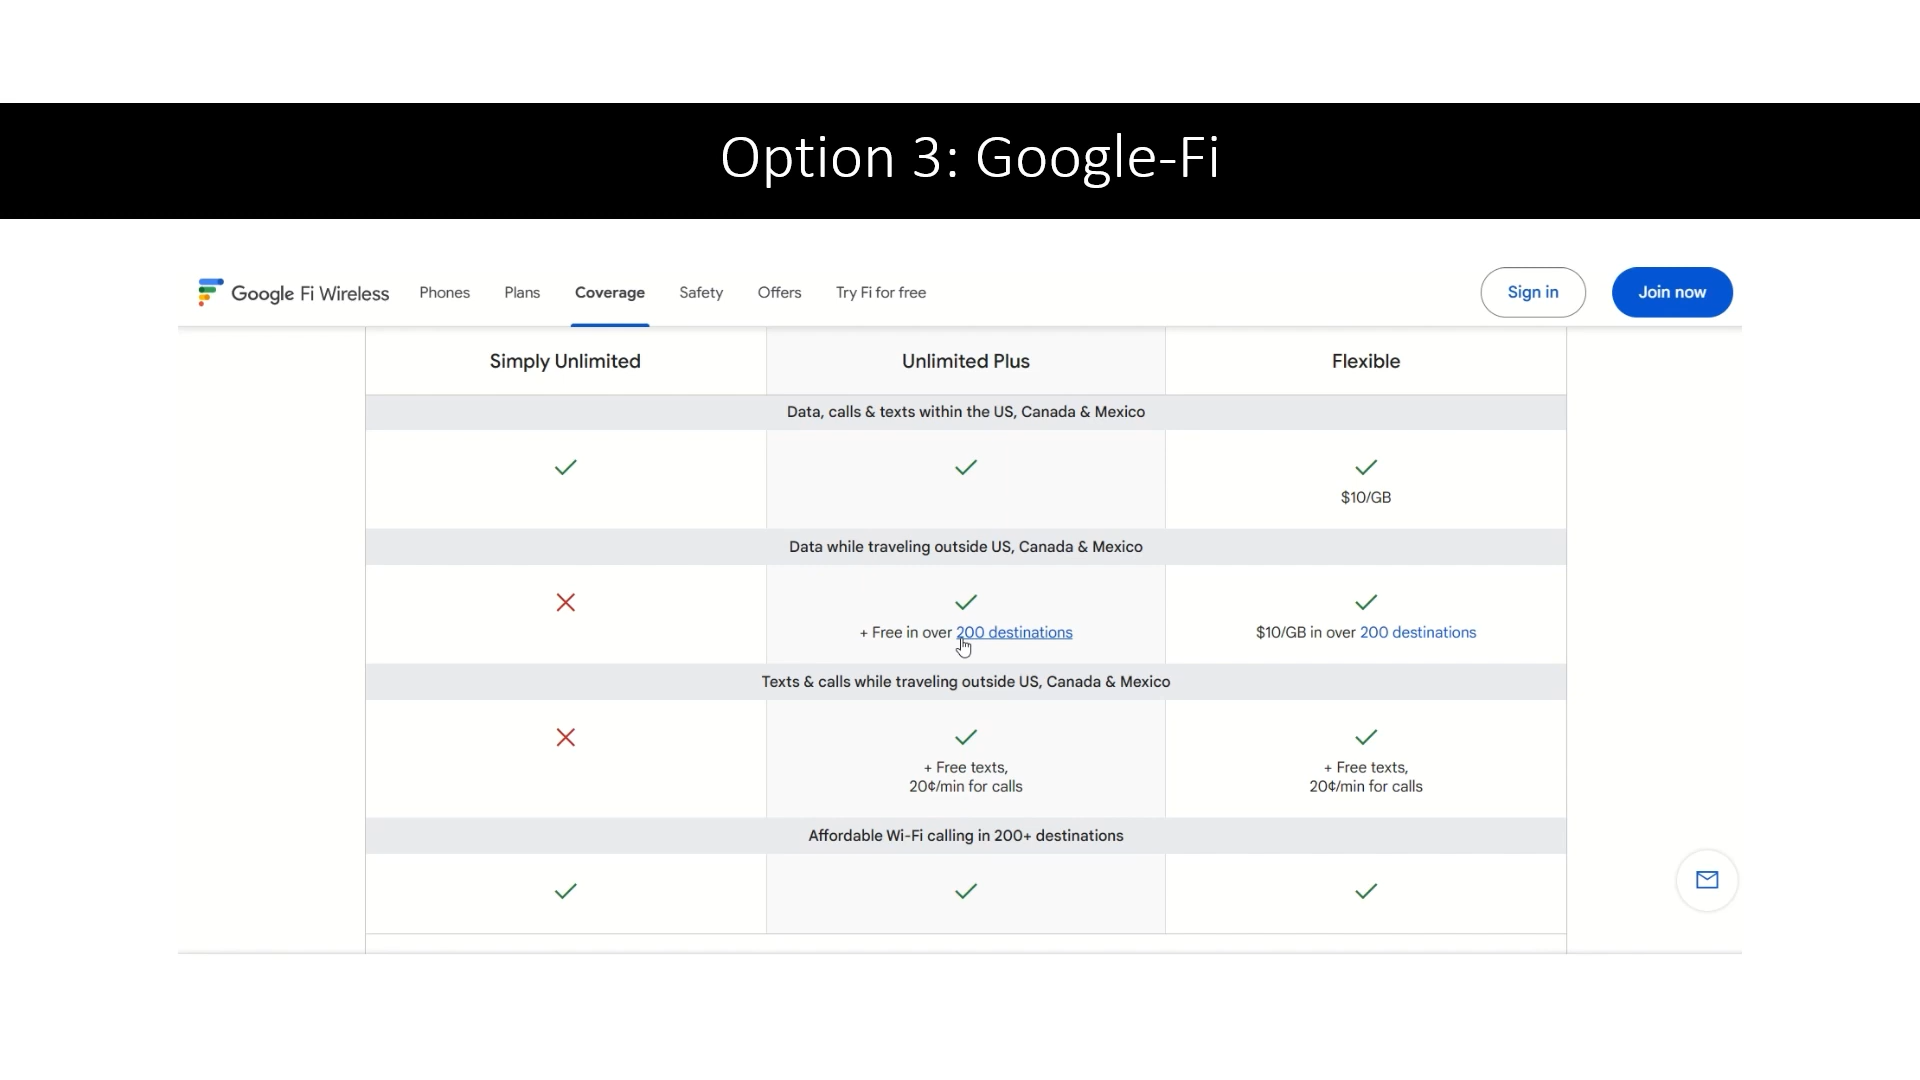 Option 3: Google-Fi
Google Fi Wireless Phones Plans Coverage Safety Offers Try Fi for free Sign in Join now
Simply Unlimited Unlimited Plus Flexible
Data, calls & texts within the US, Canada & Mexico
$10/GB
Data while traveling outside US, Canada & Mexico
+ Free in over 200 destinations $10/GB in over 200 destinations
Texts & calls while traveling outside US, Canada & Mexico
+ Free texts, + Free texts,
20¢/min for calls 20¢/min for calls
Affordable Wi-Fi calling in 200+ destinations